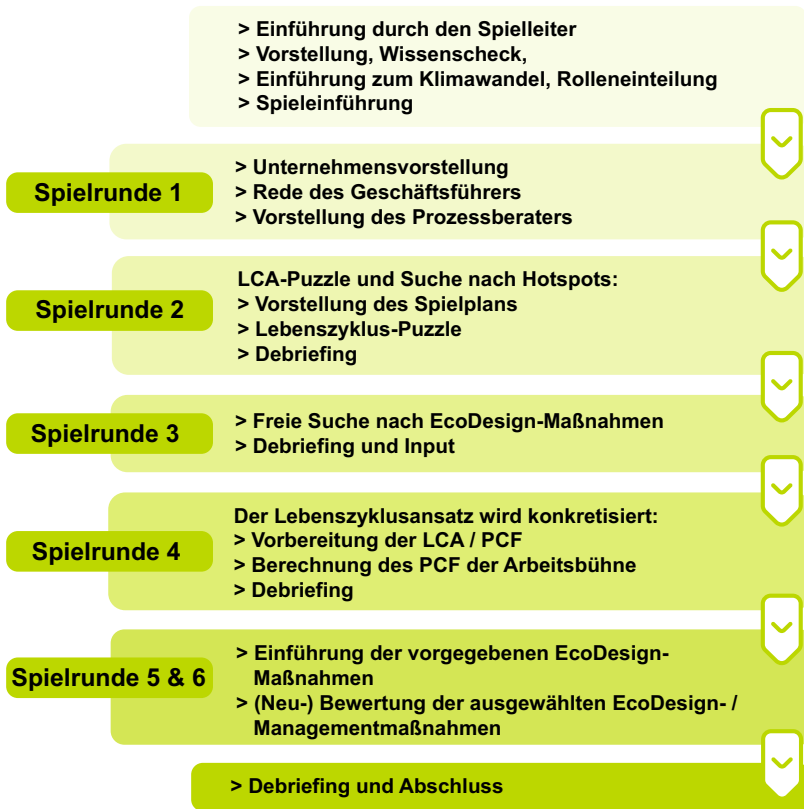 > Einführung durch den Spielleiter
> Vorstellung, Wissenscheck,
> Einführung zum Klimawandel, Rolleneinteilung
> Spieleinführung
Spielrunde 1
> Unternehmensvorstellung
> Rede des Geschäftsführers
> Vorstellung des Prozessberaters
Spielrunde 2
LCA-Puzzle und Suche nach Hotspots:
> Vorstellung des Spielplans
> Lebenszyklus-Puzzle
> Debriefing
Spielrunde 3
> Freie Suche nach EcoDesign-Maßnahmen
> Debriefing und Input
Spielrunde 4
Der Lebenszyklusansatz wird konkretisiert:
> Vorbereitung der LCA / PCF
> Berechnung des PCF der Arbeitsbühne
> Debriefing
Spielrunde 5 & 6
> Einführung der vorgegebenen EcoDesign-
Maßnahmen
> (Neu-) Bewertung der ausgewählten EcoDesign- /
Managementmaßnahmen
> Debriefing und Abschluss